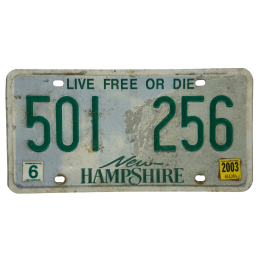 LIVE FREE OR DIE
501 256
New
HAMPSHIRE
6
2003